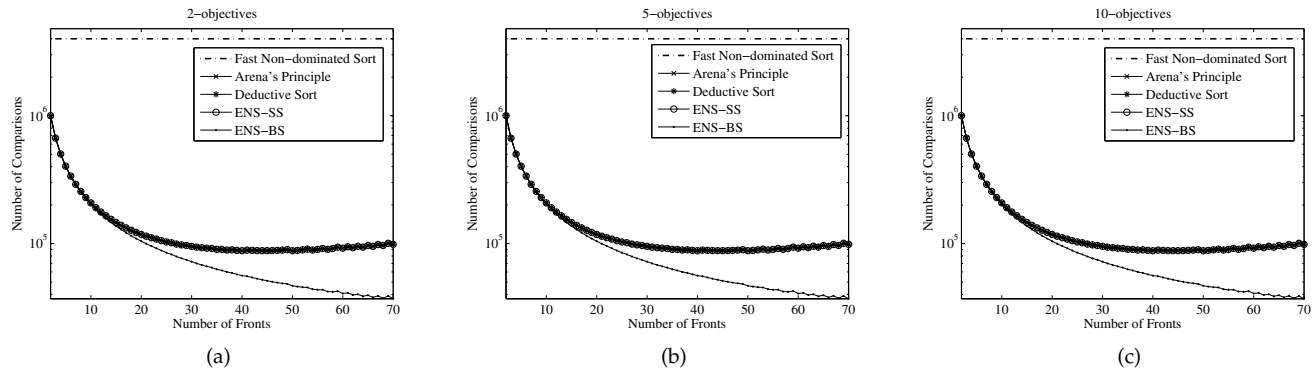 2−objectives
Number of Comparisons
10^6
10^5
Fast Non−dominated Sort
Arena's Principle
Deductive Sort
ENS−SS
ENS−BS
10 20 30 40 50 60 70
Number of Fronts
(a)
5−objectives
Number of Comparisons
10^6
10^5
Fast Non−dominated Sort
Arena's Principle
Deductive Sort
ENS−SS
ENS−BS
10 20 30 40 50 60 70
Number of Fronts
(b)
10−objectives
Number of Comparisons
10^6
10^5
Fast Non−dominated Sort
Arena's Principle
Deductive Sort
ENS−SS
ENS−BS
10 20 30 40 50 60 70
Number of Fronts
(c)